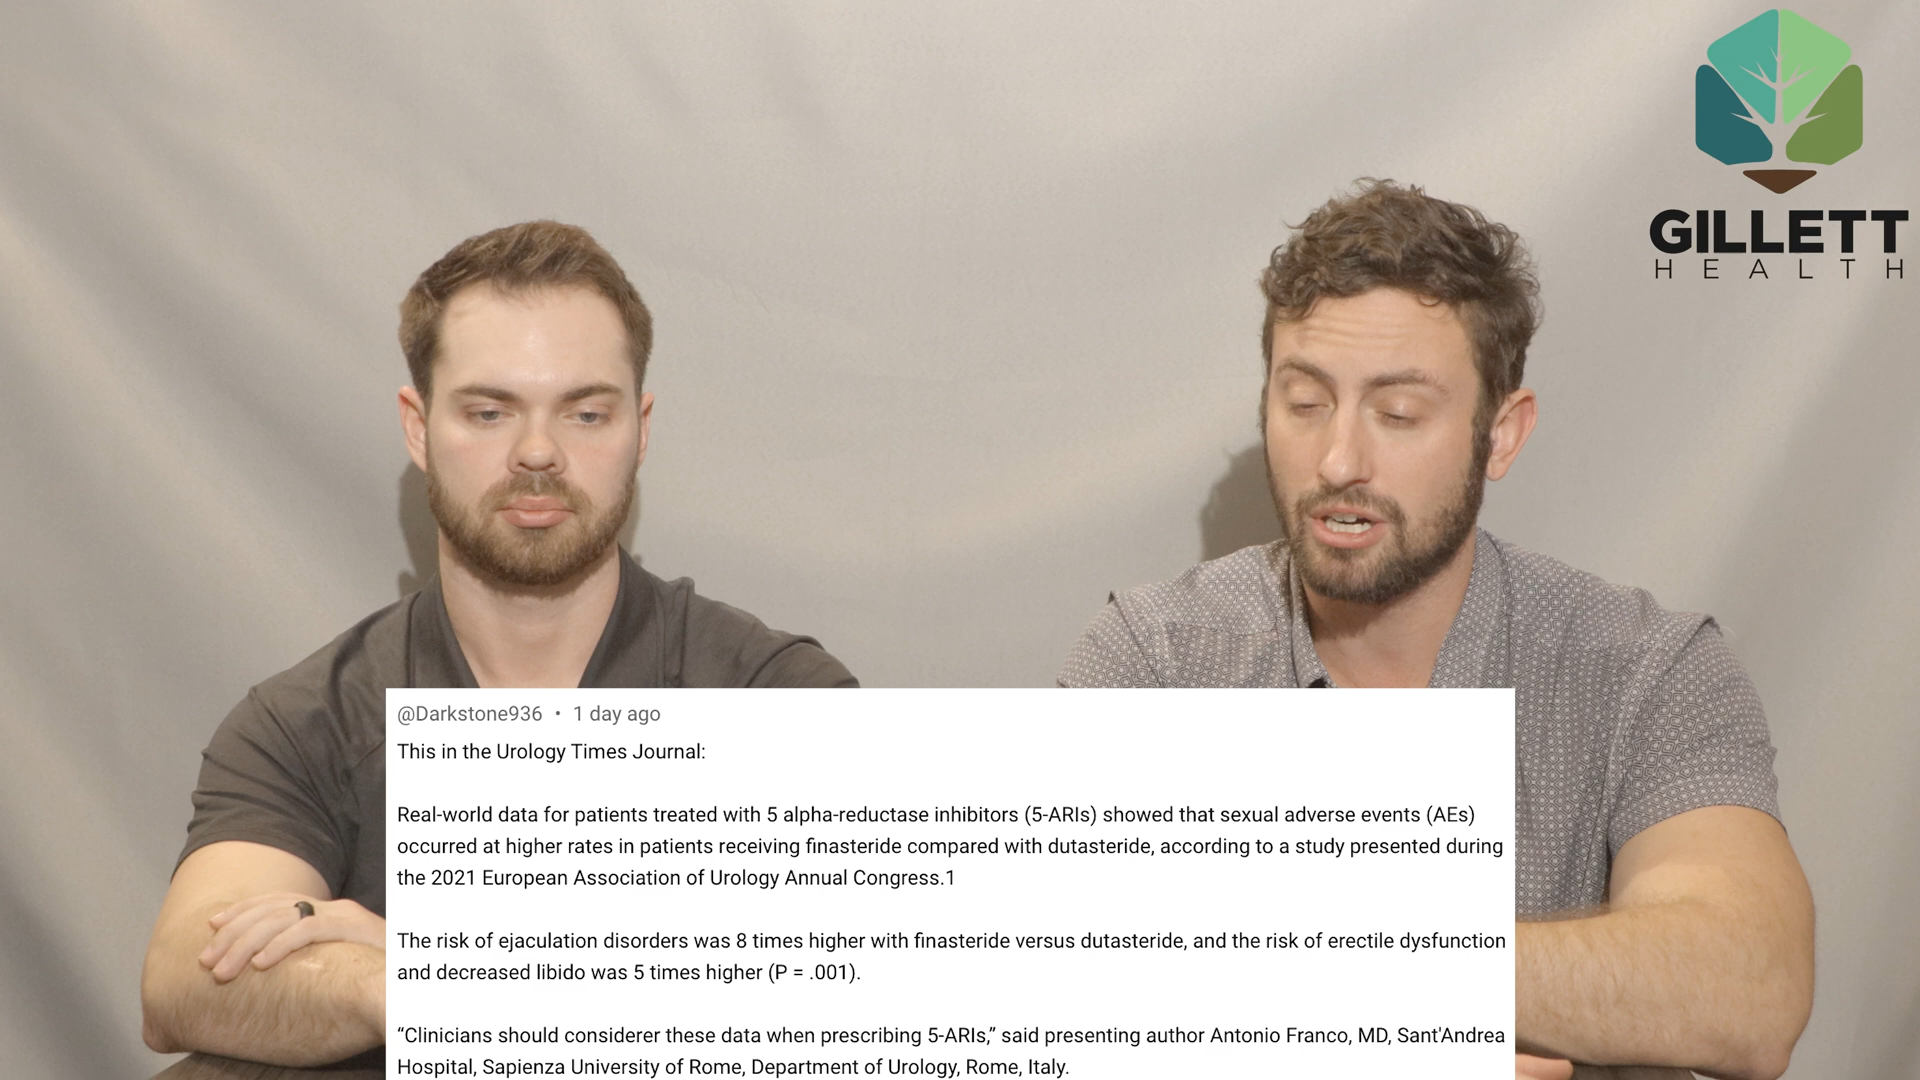 GILLETT
HEALTH
@Darkstone936 • 1 day ago
This in the Urology Times Journal:
Real-world data for patients treated with 5 alpha-reductase inhibitors (5-ARIs) showed that sexual adverse events (AEs)
occurred at higher rates in patients receiving finasteride compared with dutasteride, according to a study presented during
the 2021 European Association of Urology Annual Congress.1
The risk of ejaculation disorders was 8 times higher with finasteride versus dutasteride, and the risk of erectile dysfunction
and decreased libido was 5 times higher (P = .001).
“Clinicians should considerer these data when prescribing 5-ARIs,” said presenting author Antonio Franco, MD, Sant'Andrea
Hospital, Sapienza University of Rome, Department of Urology, Rome, Italy.